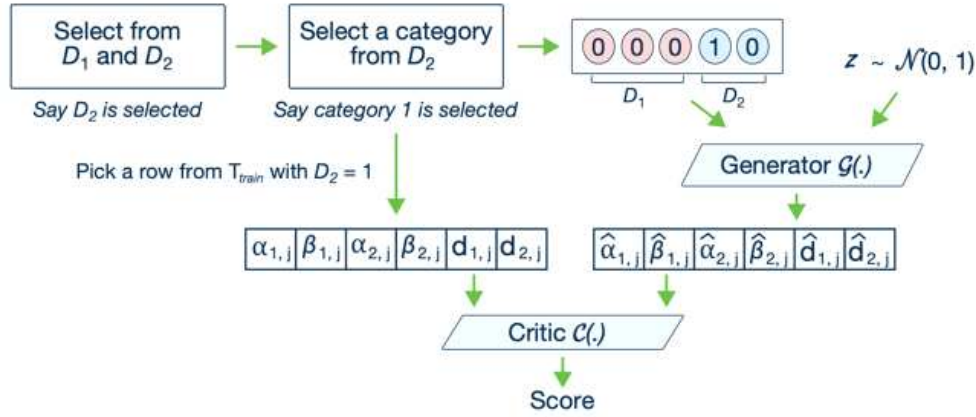 Select from
D₁ and D₂
Say D₂ is selected
Select a category
from D₂
Say category 1 is selected
0 0 0 1 0
D₁ D₂
z ~ 𝒩(0, 1)
Pick a row from T_train with D₂ = 1
Generator 𝒢(.)
α₁,ⱼ β₁,ⱼ α₂,ⱼ β₂,ⱼ d₁,ⱼ d₂,ⱼ
α̂₁,ⱼ β̂₁,ⱼ α̂₂,ⱼ β̂₂,ⱼ d̂₁,ⱼ d̂₂,ⱼ
Critic 𝒞(.)
Score